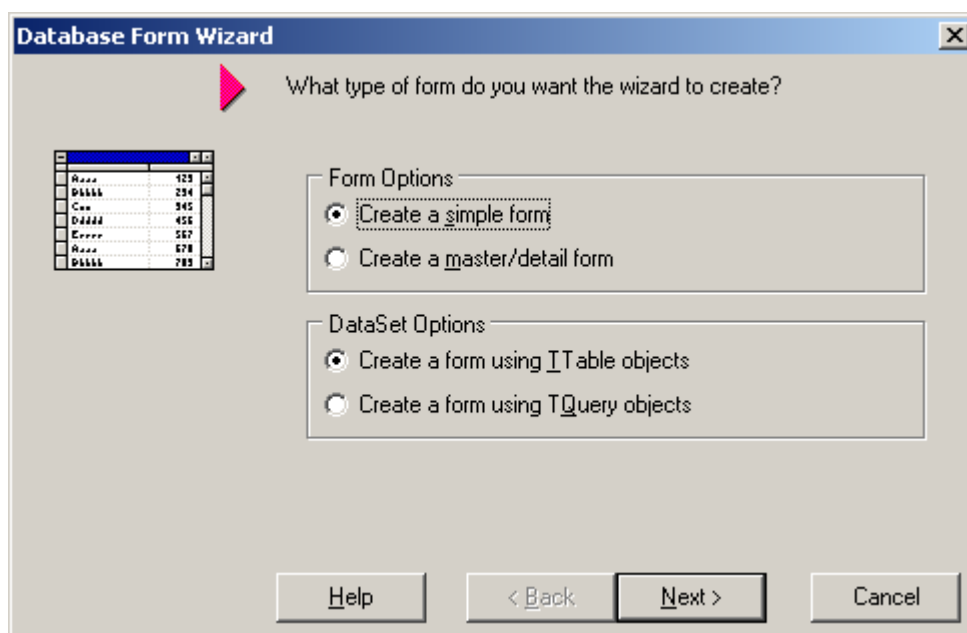 Database Form Wizard
What type of form do you want the wizard to create?
Form Options
Create a simple form
Create a master/detail form
DataSet Options
Create a form using TTable objects
Create a form using TQuery objects
Help
< Back
Next >
Cancel